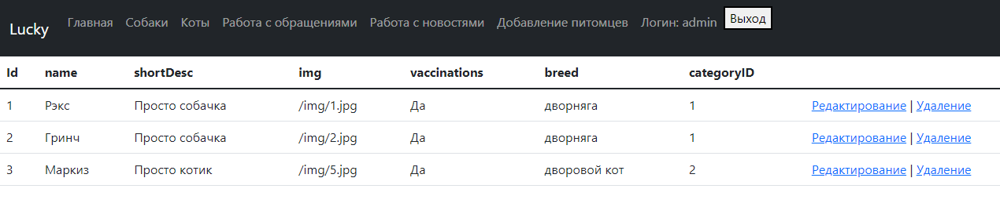 Lucky Главная Собаки Коты Работа с обращениями Работа с новостями Добавление питомцев Логин: admin Выход
Id name shortDesc img vaccinations breed categoryID
1 Рэкс Просто собачка /img/1.jpg Да дворняга 1 Редактирование | Удаление
2 Гринч Просто собачка /img/2.jpg Да дворняга 1 Редактирование | Удаление
3 Маркиз Просто котик /img/5.jpg Да дворовой кот 2 Редактирование | Удаление